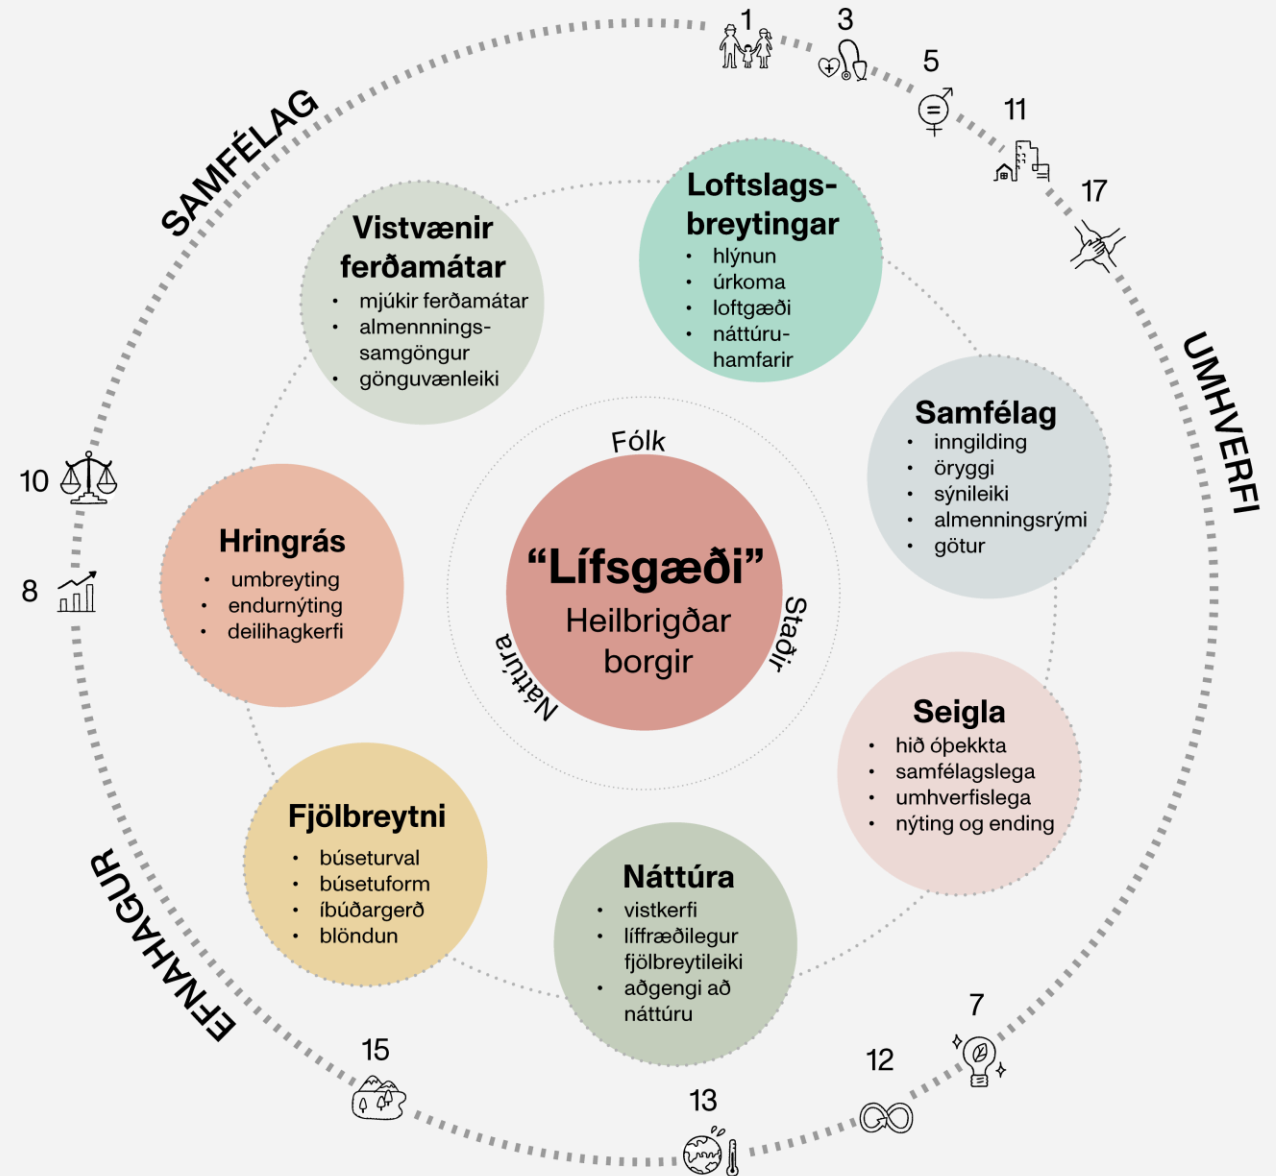 1
3
5
11
17
SAMFÉLAG
UMHVERFI
EFNAHAGUR
10
8
15
13
12
7
Loftslags-
breytingar
• hlýnun
• úrkoma
• loftgæði
• náttúru-
hamfarir
Vistvænir
ferðamátar
• mjúkir ferðamátar
• almennnings-
samgöngur
• gönguvænleiki
Samfélag
• inngilding
• öryggi
• sýnileiki
• almenningsrými
• götur
Fólk
“Lífsgæði”
Heilbrigðar
borgir
Staðir
Náttúra
Hringrás
• umbreyting
• endurnýting
• deilihagkerfi
Seigla
• hið óþekkta
• samfélagslega
• umhverfislega
• nýting og ending
Fjölbreytni
• búseturval
• búsetuform
• íbúðargerð
• blöndun
Náttúra
• vistkerfi
• líffræðilegur
fjölbreytileiki
• aðgengi að
náttúru